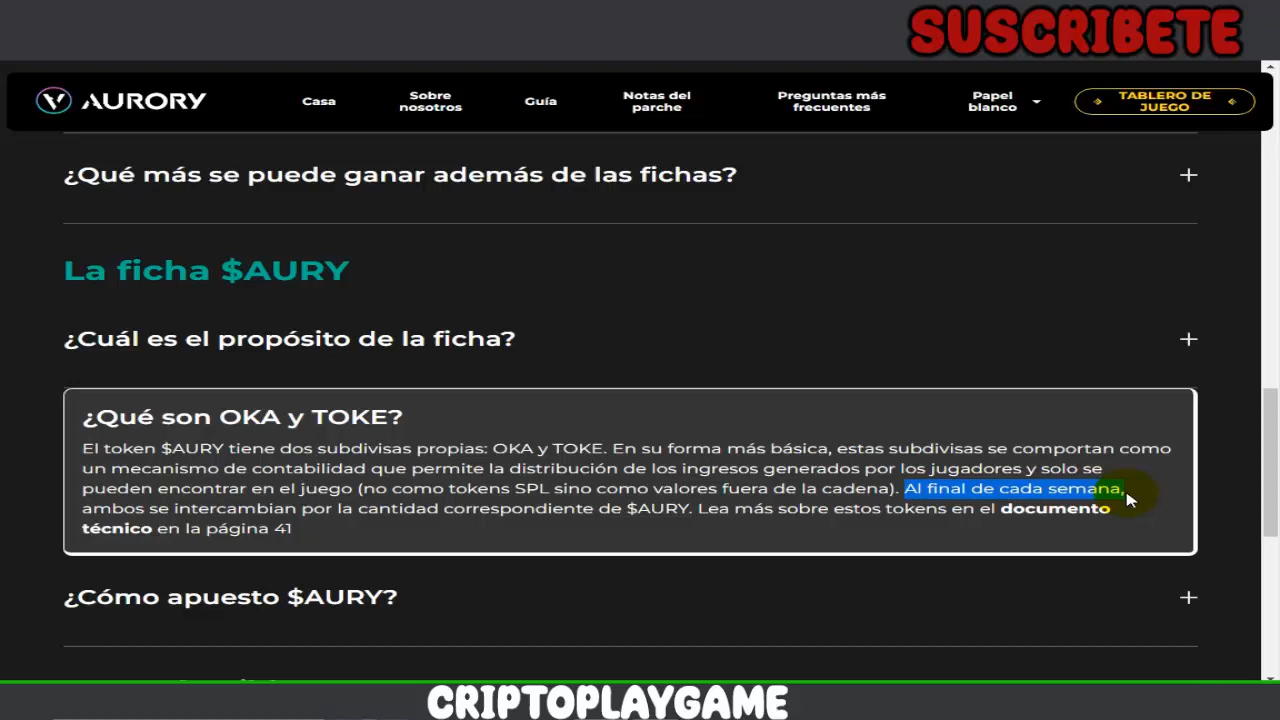 SUSCRIBETE
AURORY
Casa
Sobre
nosotros
Guía
Notas del
parche
Preguntas más
frecuentes
Papel
blanco
TABLERO DE
JUEGO
¿Qué más se puede ganar además de las fichas?
La ficha $AURY
¿Cuál es el propósito de la ficha?
¿Qué son OKA y TOKE?
El token $AURY tiene dos subdivisas propias: OKA y TOKE. En su forma más básica, estas subdivisas se comportan como
un mecanismo de contabilidad que permite la distribución de los ingresos generados por los jugadores y solo se
pueden encontrar en el juego (no como tokens SPL sino como valores fuera de la cadena). Al final de cada semana,
ambos se intercambian por la cantidad correspondiente de $AURY. Lea más sobre estos tokens en el documento
técnico en la página 41
¿Cómo apuesto $AURY?
CRIPTOPLAYGAME